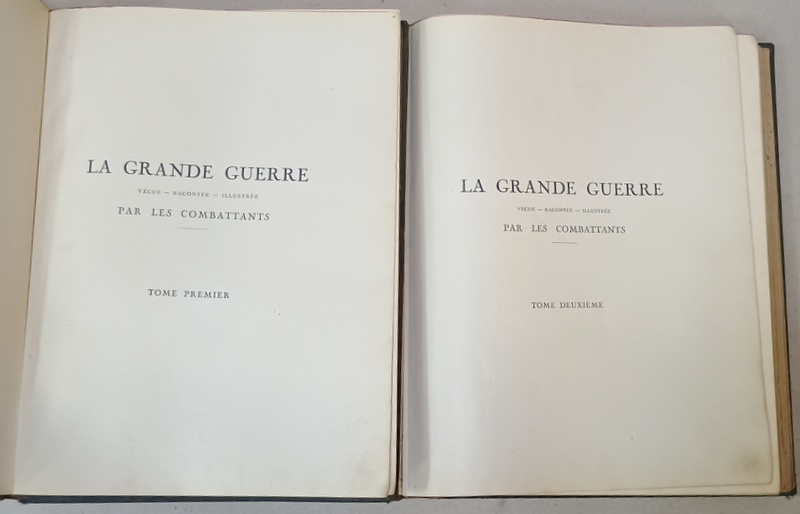 LA GRANDE GUERRE
VÉCUE — RACONTÉE — ILLUSTRÉE
PAR LES COMBATTANTS
TOME PREMIER
LA GRANDE GUERRE
VÉCUE — RACONTÉE — ILLUSTRÉE
PAR LES COMBATTANTS
TOME DEUXIÈME